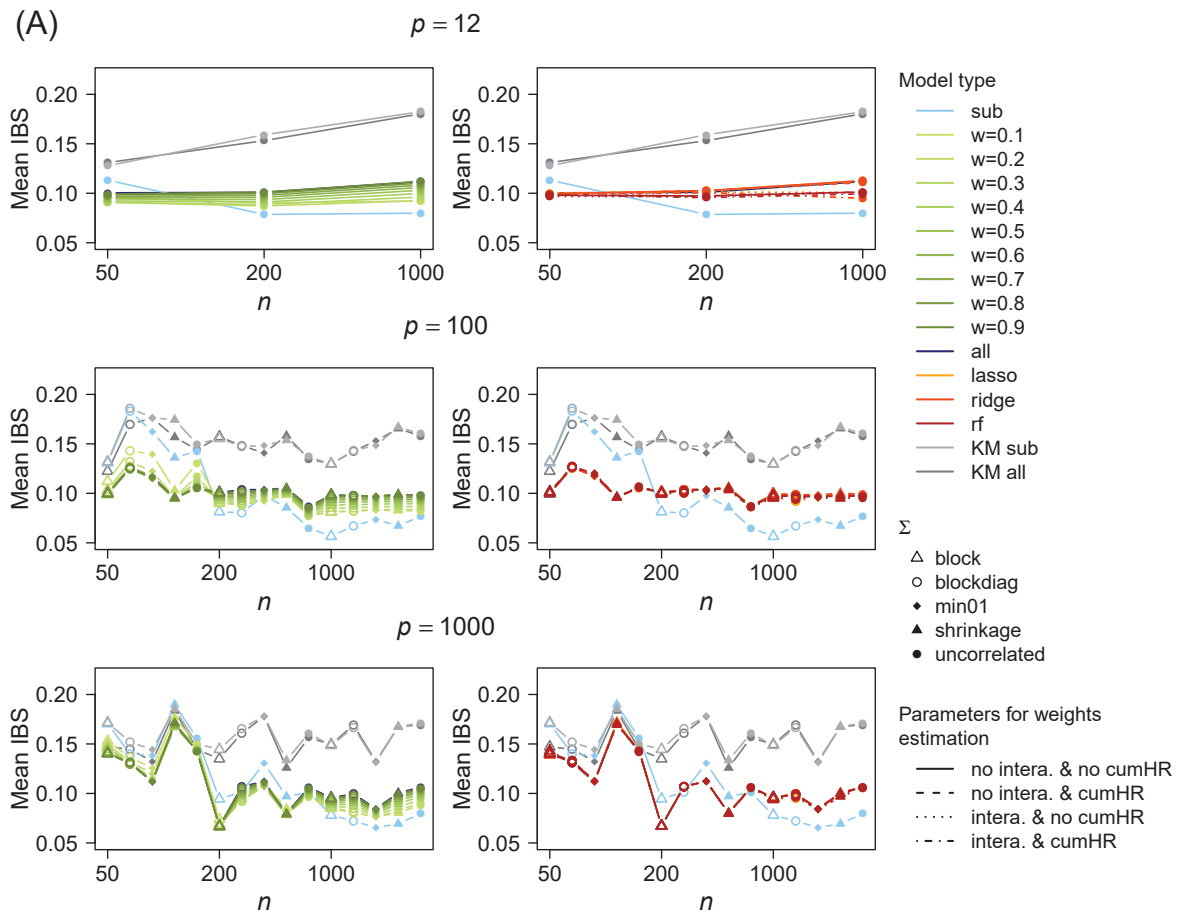 (A)
p = 12
Mean IBS
0.20
0.15
0.10
0.05
50
200
1000
n
Mean IBS
0.20
0.15
0.10
0.05
50
200
1000
n
p = 100
Mean IBS
0.20
0.15
0.10
0.05
50
200
1000
n
Mean IBS
0.20
0.15
0.10
0.05
50
200
1000
n
p = 1000
Mean IBS
0.20
0.15
0.10
0.05
50
200
1000
n
Mean IBS
0.20
0.15
0.10
0.05
50
200
1000
n
Model type
sub
w=0.1
w=0.2
w=0.3
w=0.4
w=0.5
w=0.6
w=0.7
w=0.8
w=0.9
all
lasso
ridge
rf
KM sub
KM all
Σ
block
blockdiag
min01
shrinkage
uncorrelated
Parameters for weights
estimation
no intera. & no cumHR
no intera. & cumHR
intera. & no cumHR
intera. & cumHR